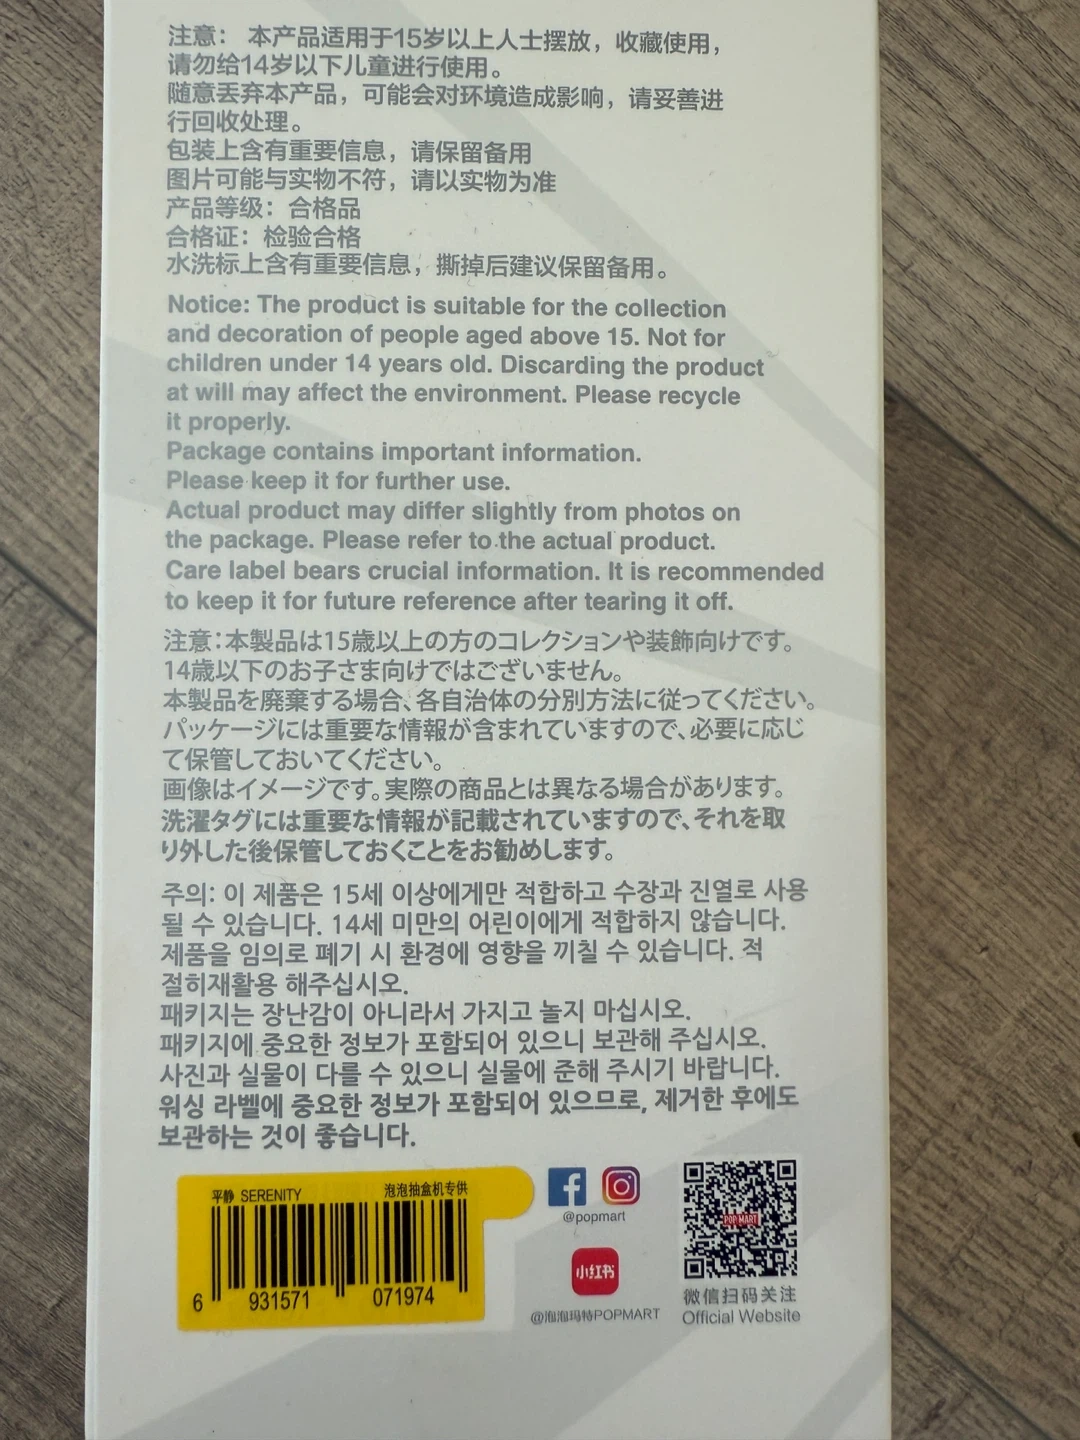 注意： 本产品适用于15岁以上人士摆放，收藏使用，
请勿给14岁以下儿童进行使用。
随意丢弃本产品，可能会对环境造成影响，请妥善进
行回收处理。
包装上含有重要信息，请保留备用
图片可能与实物不符，请以实物为准
产品等级：合格品
合格证：检验合格
水洗标上含有重要信息，撕掉后建议保留备用。
Notice: The product is suitable for the collection
and decoration of people aged above 15. Not for
children under 14 years old. Discarding the product
at will may affect the environment. Please recycle
it properly.
Package contains important information.
Please keep it for further use.
Actual product may differ slightly from photos on
the package. Please refer to the actual product.
Care label bears crucial information. It is recommended
to keep it for future reference after tearing it off.
注意：本製品は15歳以上の方のコレクションや装飾向けです。
14歳以下のお子さま向けではございません。
本製品を廃棄する場合、各自治体の分別方法に従ってください。
パッケージには重要な情報が含まれていますので、必要に応じ
て保管しておいてください。
画像はイメージです。実際の商品とは異なる場合があります。
洗濯タグには重要な情報が記載されていますので、それを取
り外した後保管しておくことをお勧めします。
주의: 이 제품은 15세 이상에게만 적합하고 수장과 진열로 사용
될 수 있습니다. 14세 미만의 어린이에게 적합하지 않습니다.
제품을 임의로 폐기 시 환경에 영향을 끼칠 수 있습니다. 적
절히재활용 해주십시오.
패키지는 장난감이 아니라서 가지고 놀지 마십시오.
패키지에 중요한 정보가 포함되어 있으니 보관해 주십시오.
사진과 실물이 다를 수 있으니 실물에 준해 주시기 바랍니다.
워싱 라벨에 중요한 정보가 포함되어 있으므로, 제거한 후에도
보관하는 것이 좋습니다.
平静 SERENITY 泡泡抽盒机专供
6 931571 071974
@popmart
小红书
@泡泡玛特POPMART
POP MART
微信扫码关注
Official Website